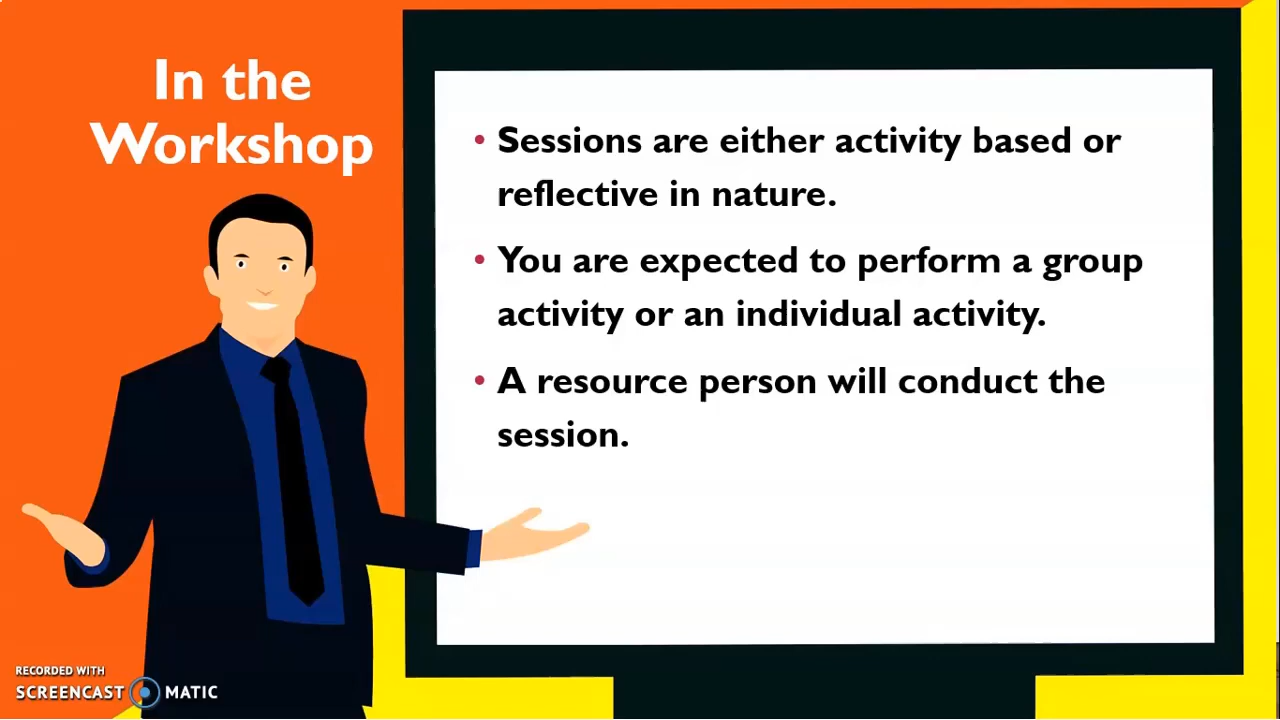 In the
Workshop
• Sessions are either activity based or
reflective in nature.
• You are expected to perform a group
activity or an individual activity.
• A resource person will conduct the
session.
RECORDED WITH
SCREENCAST MATIC